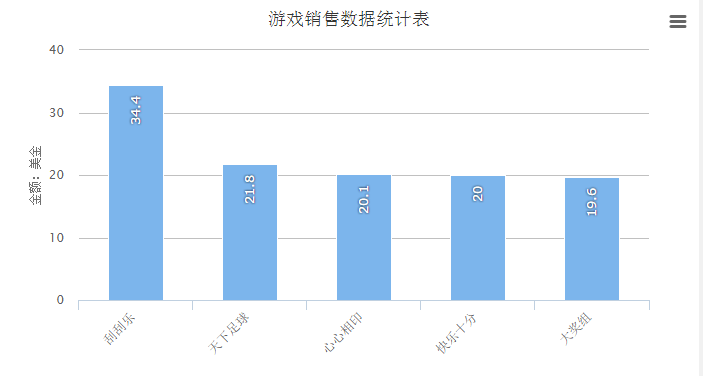 游戏销售数据统计表
金额：美金
40
30
20
10
0
34.4
21.8
20.1
20
19.6
刮刮乐
天下足球
心心相印
快乐十分
大奖组